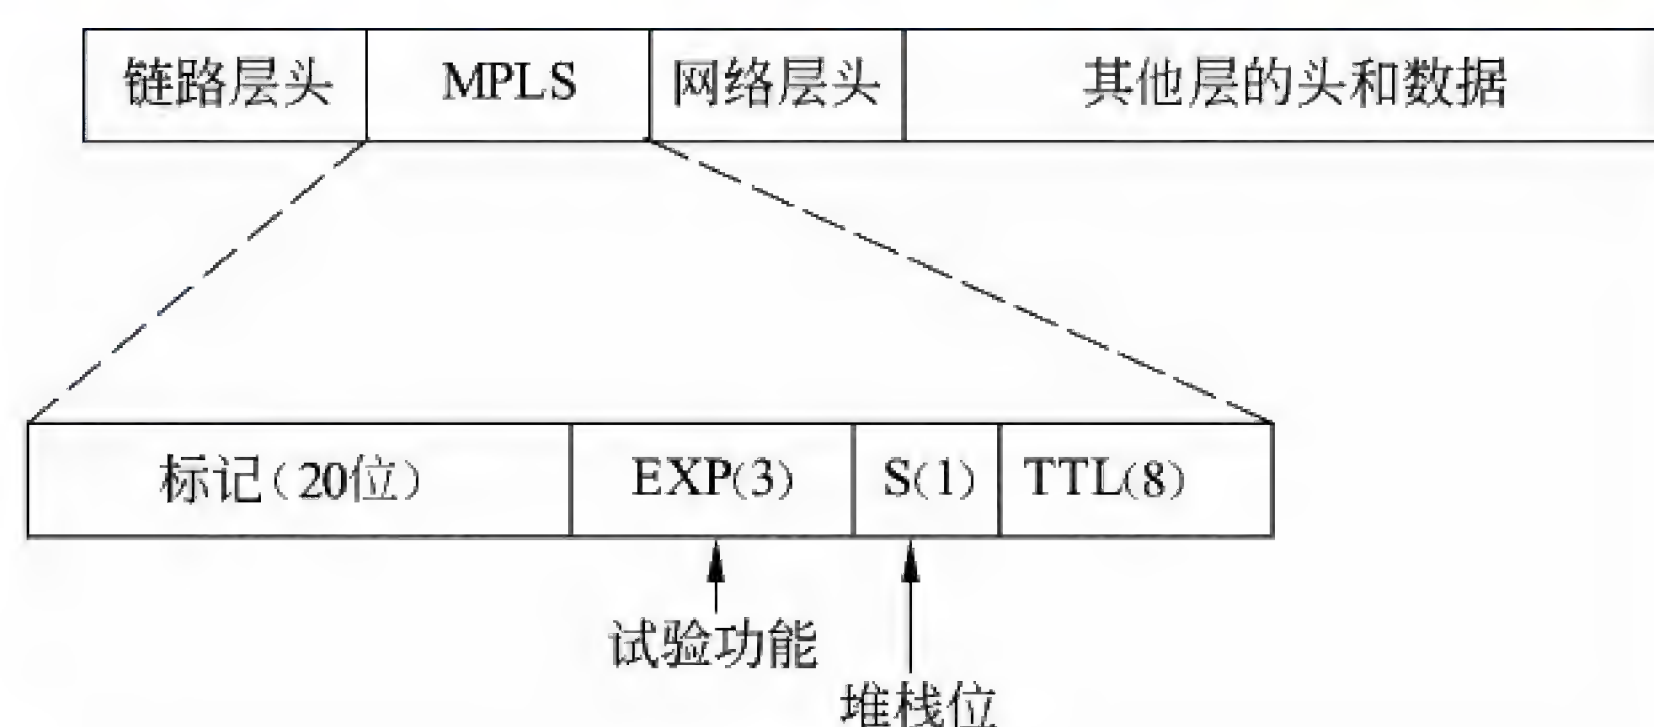 链路层头 MPLS 网络层头 其他层的头和数据
标记(20位) EXP(3) S(1) TTL(8)
试验功能
堆栈位